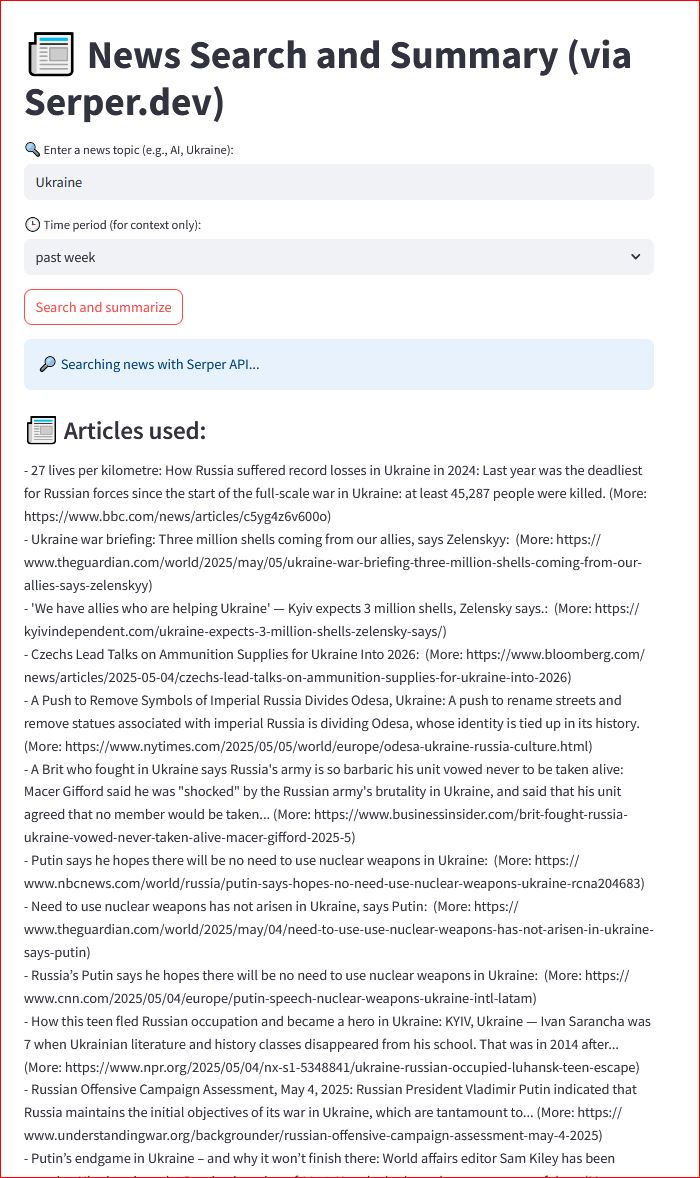 News Search and Summary (via
Serper.dev)
Enter a news topic (e.g., AI, Ukraine):
Ukraine
Time period (for context only):
past week
Search and summarize
Searching news with Serper API...
Articles used:
- 27 lives per kilometre: How Russia suffered record losses in Ukraine in 2024: Last year was the deadliest
for Russian forces since the start of the full-scale war in Ukraine: at least 45,287 people were killed. (More:
https://www.bbc.com/news/articles/c5yg4z6v600o)
- Ukraine war briefing: Three million shells coming from our allies, says Zelenskyy:  (More: https://
www.theguardian.com/world/2025/may/05/ukraine-war-briefing-three-million-shells-coming-from-our-
allies-says-zelenskyy)
- 'We have allies who are helping Ukraine' — Kyiv expects 3 million shells, Zelensky says.:  (More: https://
kyivindependent.com/ukraine-expects-3-million-shells-zelensky-says/)
- Czechs Lead Talks on Ammunition Supplies for Ukraine Into 2026:  (More: https://www.bloomberg.com/
news/articles/2025-05-04/czechs-lead-talks-on-ammunition-supplies-for-ukraine-into-2026)
- A Push to Remove Symbols of Imperial Russia Divides Odesa, Ukraine: A push to rename streets and
remove statues associated with imperial Russia is dividing Odesa, whose identity is tied up in its history.
(More: https://www.nytimes.com/2025/05/05/world/europe/odesa-ukraine-russia-culture.html)
- A Brit who fought in Ukraine says Russia's army is so barbaric his unit vowed never to be taken alive:
Macer Gifford said he was "shocked" by the Russian army's brutality in Ukraine, and said that his unit
agreed that no member would be taken... (More: https://www.businessinsider.com/brit-fought-russia-
ukraine-vowed-never-taken-alive-macer-gifford-2025-5)
- Putin says he hopes there will be no need to use nuclear weapons in Ukraine:  (More: https://
www.nbcnews.com/world/russia/putin-says-hopes-no-need-use-nuclear-weapons-ukraine-rcna204683)
- Need to use nuclear weapons has not arisen in Ukraine, says Putin:  (More: https://
www.theguardian.com/world/2025/may/04/need-to-use-use-nuclear-weapons-has-not-arisen-in-ukraine-
says-putin)
- Russia’s Putin says he hopes there will be no need to use nuclear weapons in Ukraine:  (More: https://
www.cnn.com/2025/05/04/europe/putin-speech-nuclear-weapons-ukraine-intl-latam)
- How this teen fled Russian occupation and became a hero in Ukraine: KYIV, Ukraine — Ivan Sarancha was
7 when Ukrainian literature and history classes disappeared from his school. That was in 2014 after...
(More: https://www.npr.org/2025/05/04/nx-s1-5348841/ukraine-russian-occupied-luhansk-teen-escape)
- Russian Offensive Campaign Assessment, May 4, 2025: Russian President Vladimir Putin indicated that
Russia maintains the initial objectives of its war in Ukraine, which are tantamount to... (More: https://
www.understandingwar.org/backgrounder/russian-offensive-campaign-assessment-may-4-2025)
- Putin’s endgame in Ukraine – and why it won’t finish there: World affairs editor Sam Kiley has been